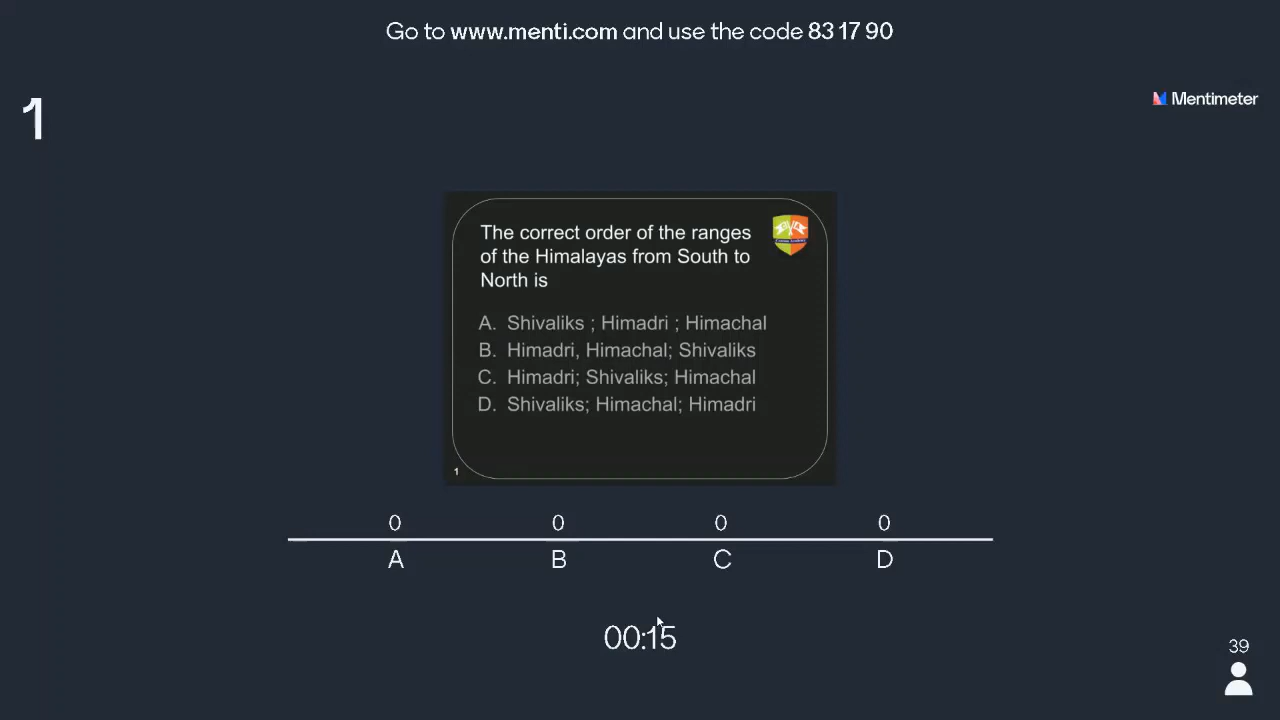 Go to www.menti.com and use the code 83 17 90
1
Mentimeter
The correct order of the ranges
of the Himalayas from South to
North is
A. Shivaliks ; Himadri ; Himachal
B. Himadri, Himachal; Shivaliks
C. Himadri; Shivaliks; Himachal
D. Shivaliks; Himachal; Himadri
1
0 0 0 0
A B C D
00:15
39